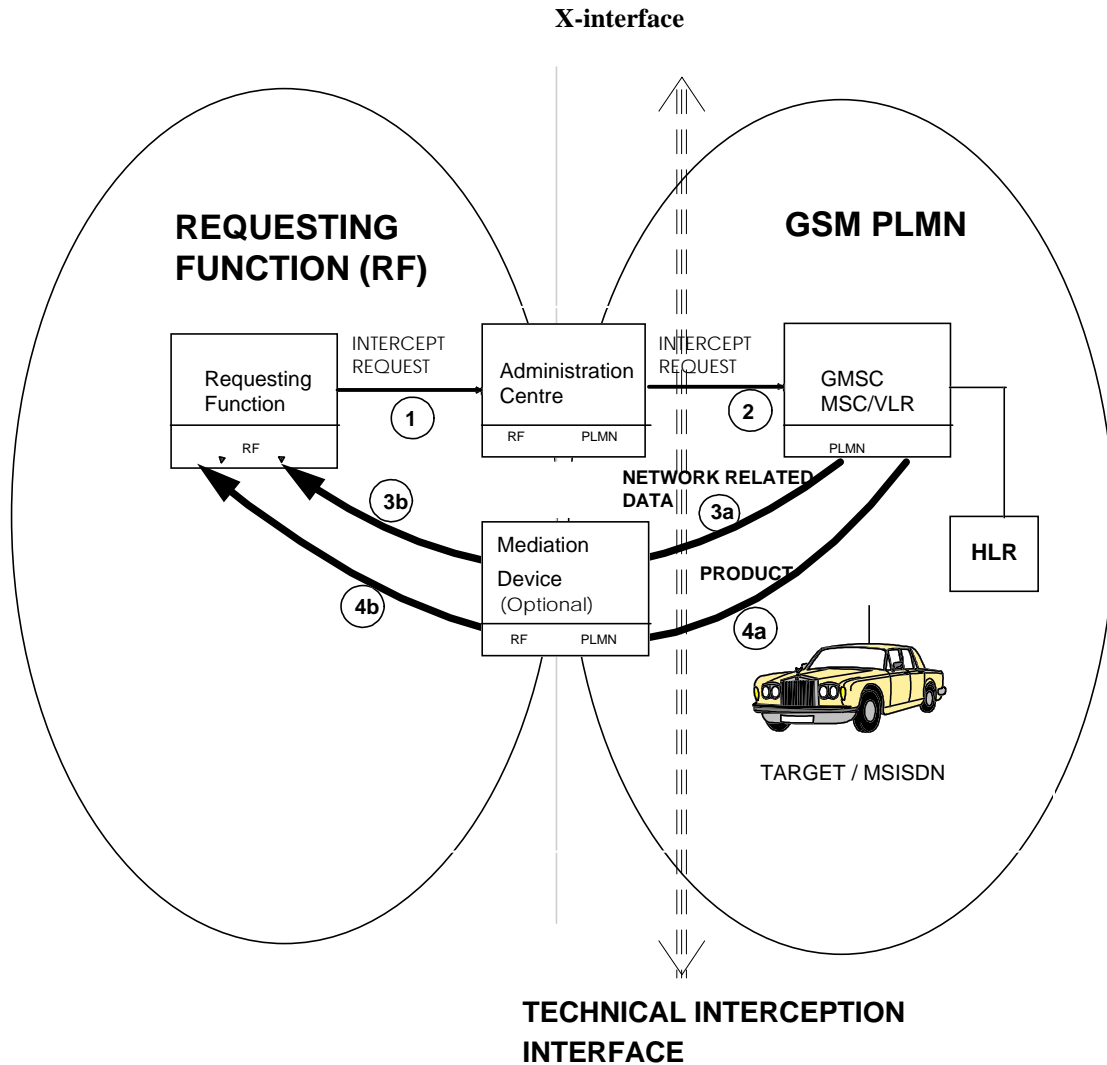 X-interface
REQUESTING
FUNCTION (RF)
GSM PLMN
INTERCEPT
REQUEST
INTERCEPT
REQUEST
Requesting
Function
RF
1
Administration
Centre
RF PLMN
2
GMSC
MSC/VLR
PLMN
NETWORK RELATED
DATA
3a
3b
Mediation
Device
(Optional)
RF PLMN
PRODUCT
4a
4b
HLR
TARGET / MSISDN
TECHNICAL INTERCEPTION
INTERFACE